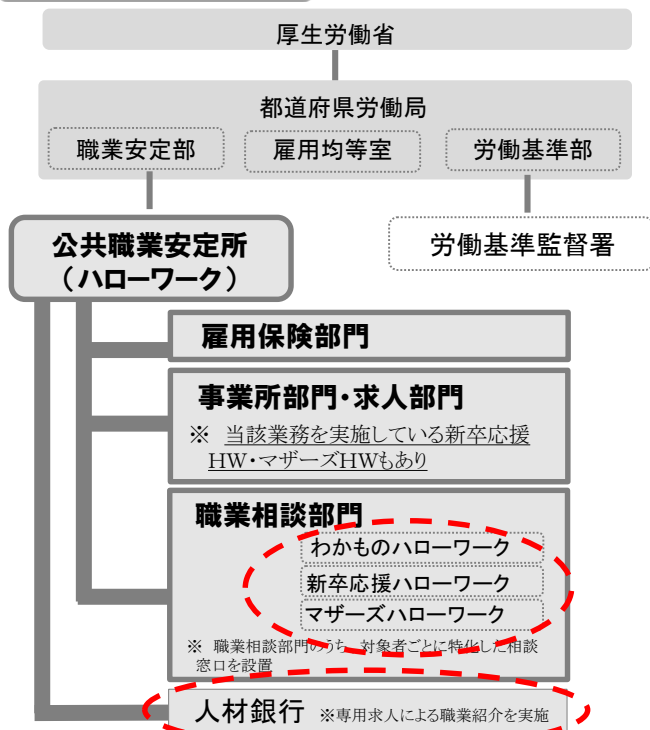 厚生労働省
都道府県労働局
職業安定部
雇用均等室
労働基準部
公共職業安定所
（ハローワーク）
労働基準監督署
雇用保険部門
事業所部門・求人部門
※ 当該業務を実施している新卒応援
HW・マザーズHWもあり
職業相談部門
わかものハローワーク
新卒応援ハローワーク
マザーズハローワーク
※ 職業相談部門のうち、対象者ごとに特化した相談
窓口を設置
人材銀行 ※専用求人による職業紹介を実施